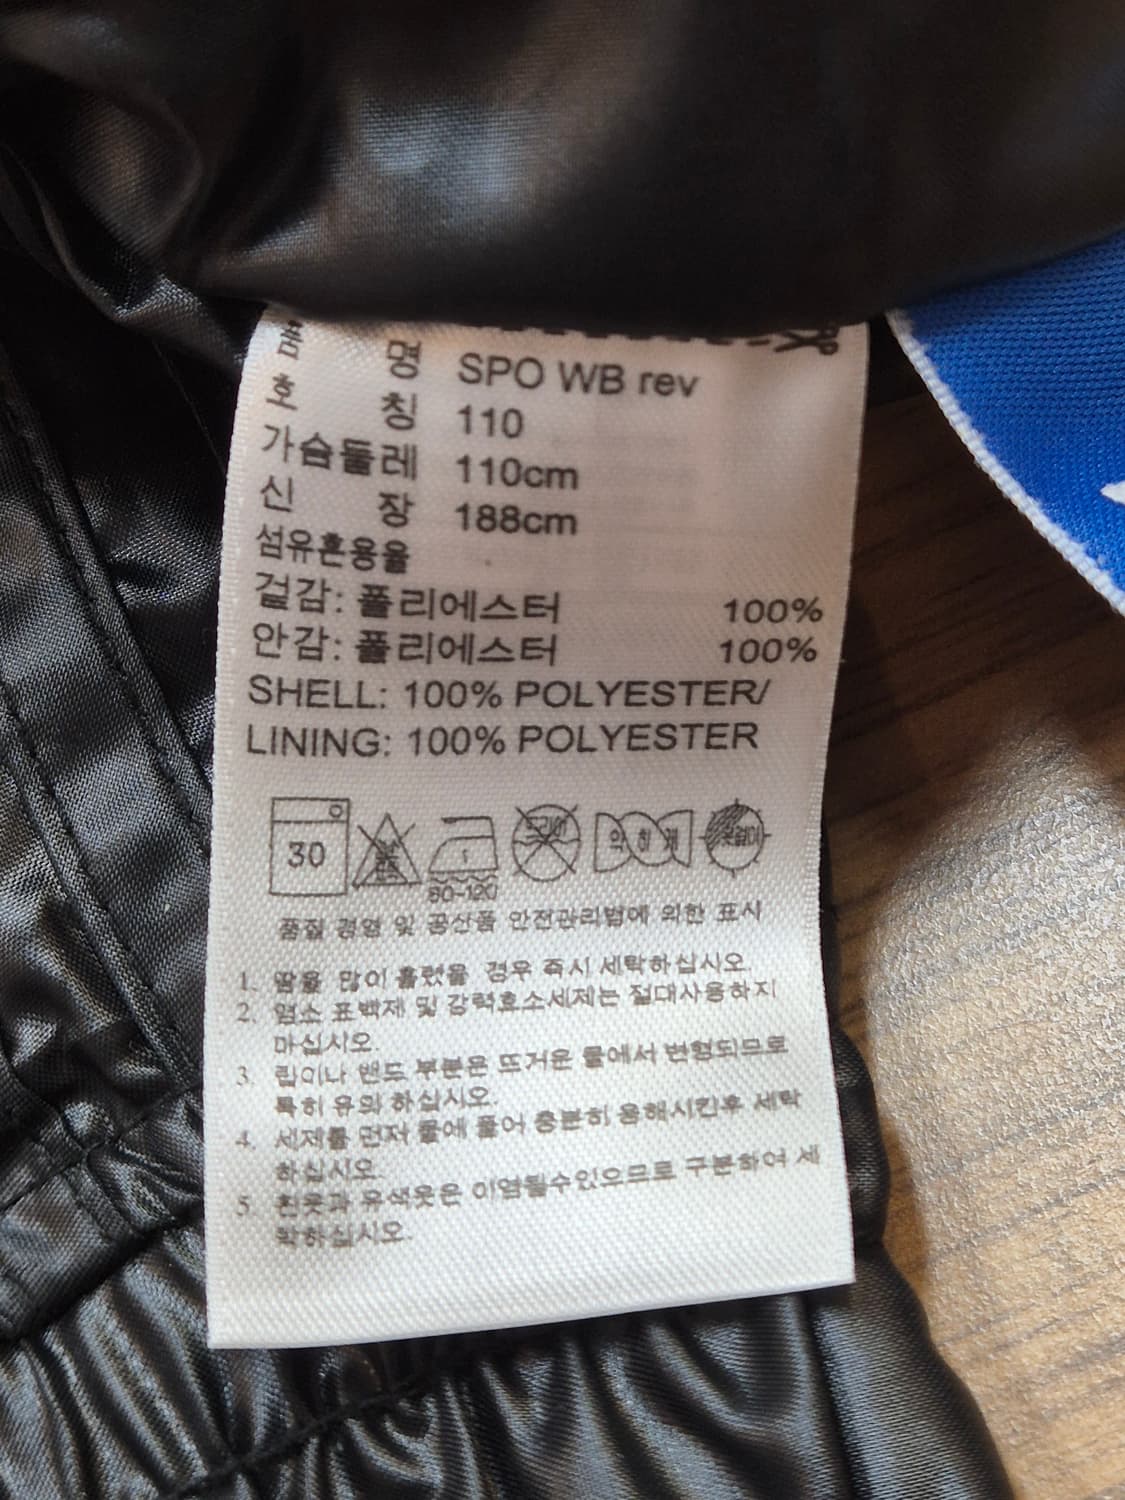 품 명 SPO WB rev
호 칭 110
가슴둘레 110cm
신 장 188cm
섬유혼용율
겉감: 폴리에스터 100%
안감: 폴리에스터 100%
SHELL: 100% POLYESTER/
LINING: 100% POLYESTER
30 1 약하게
80~120
품질 경영 및 공산품 안전관리법에 의한 표시
1. 땀을 많이 흘렸을 경우 즉시 세탁하십시오.
2. 염소 표백제 및 강력효소세제는 절대사용하지
마십시오.
3. 립이나 밴드 부분은 뜨거운 물에서 변형되므로
특히 유의 하십시오.
4. 세제를 먼저 물에 풀어 충분히 용해시킨후 세탁
하십시오.
5. 흰옷과 유색옷은 이염될수있으므로 구분하여 세
탁하십시오.